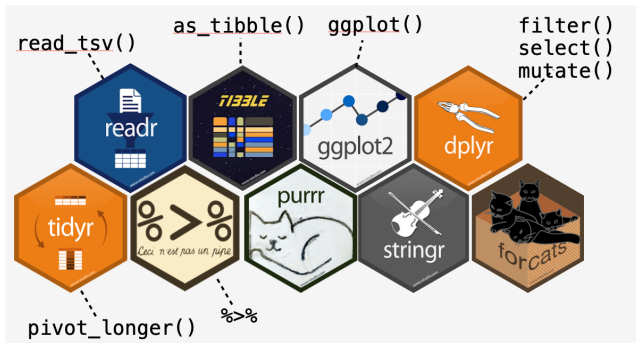 read_tsv()
as_tibble()
ggplot()
filter()
select()
mutate()
readr
TIBBLE
ggplot2
dplyr
tidyr
%>%
Ceci n'est pas un pipe
purrr
stringr
forcats
pivot_longer()
%>%